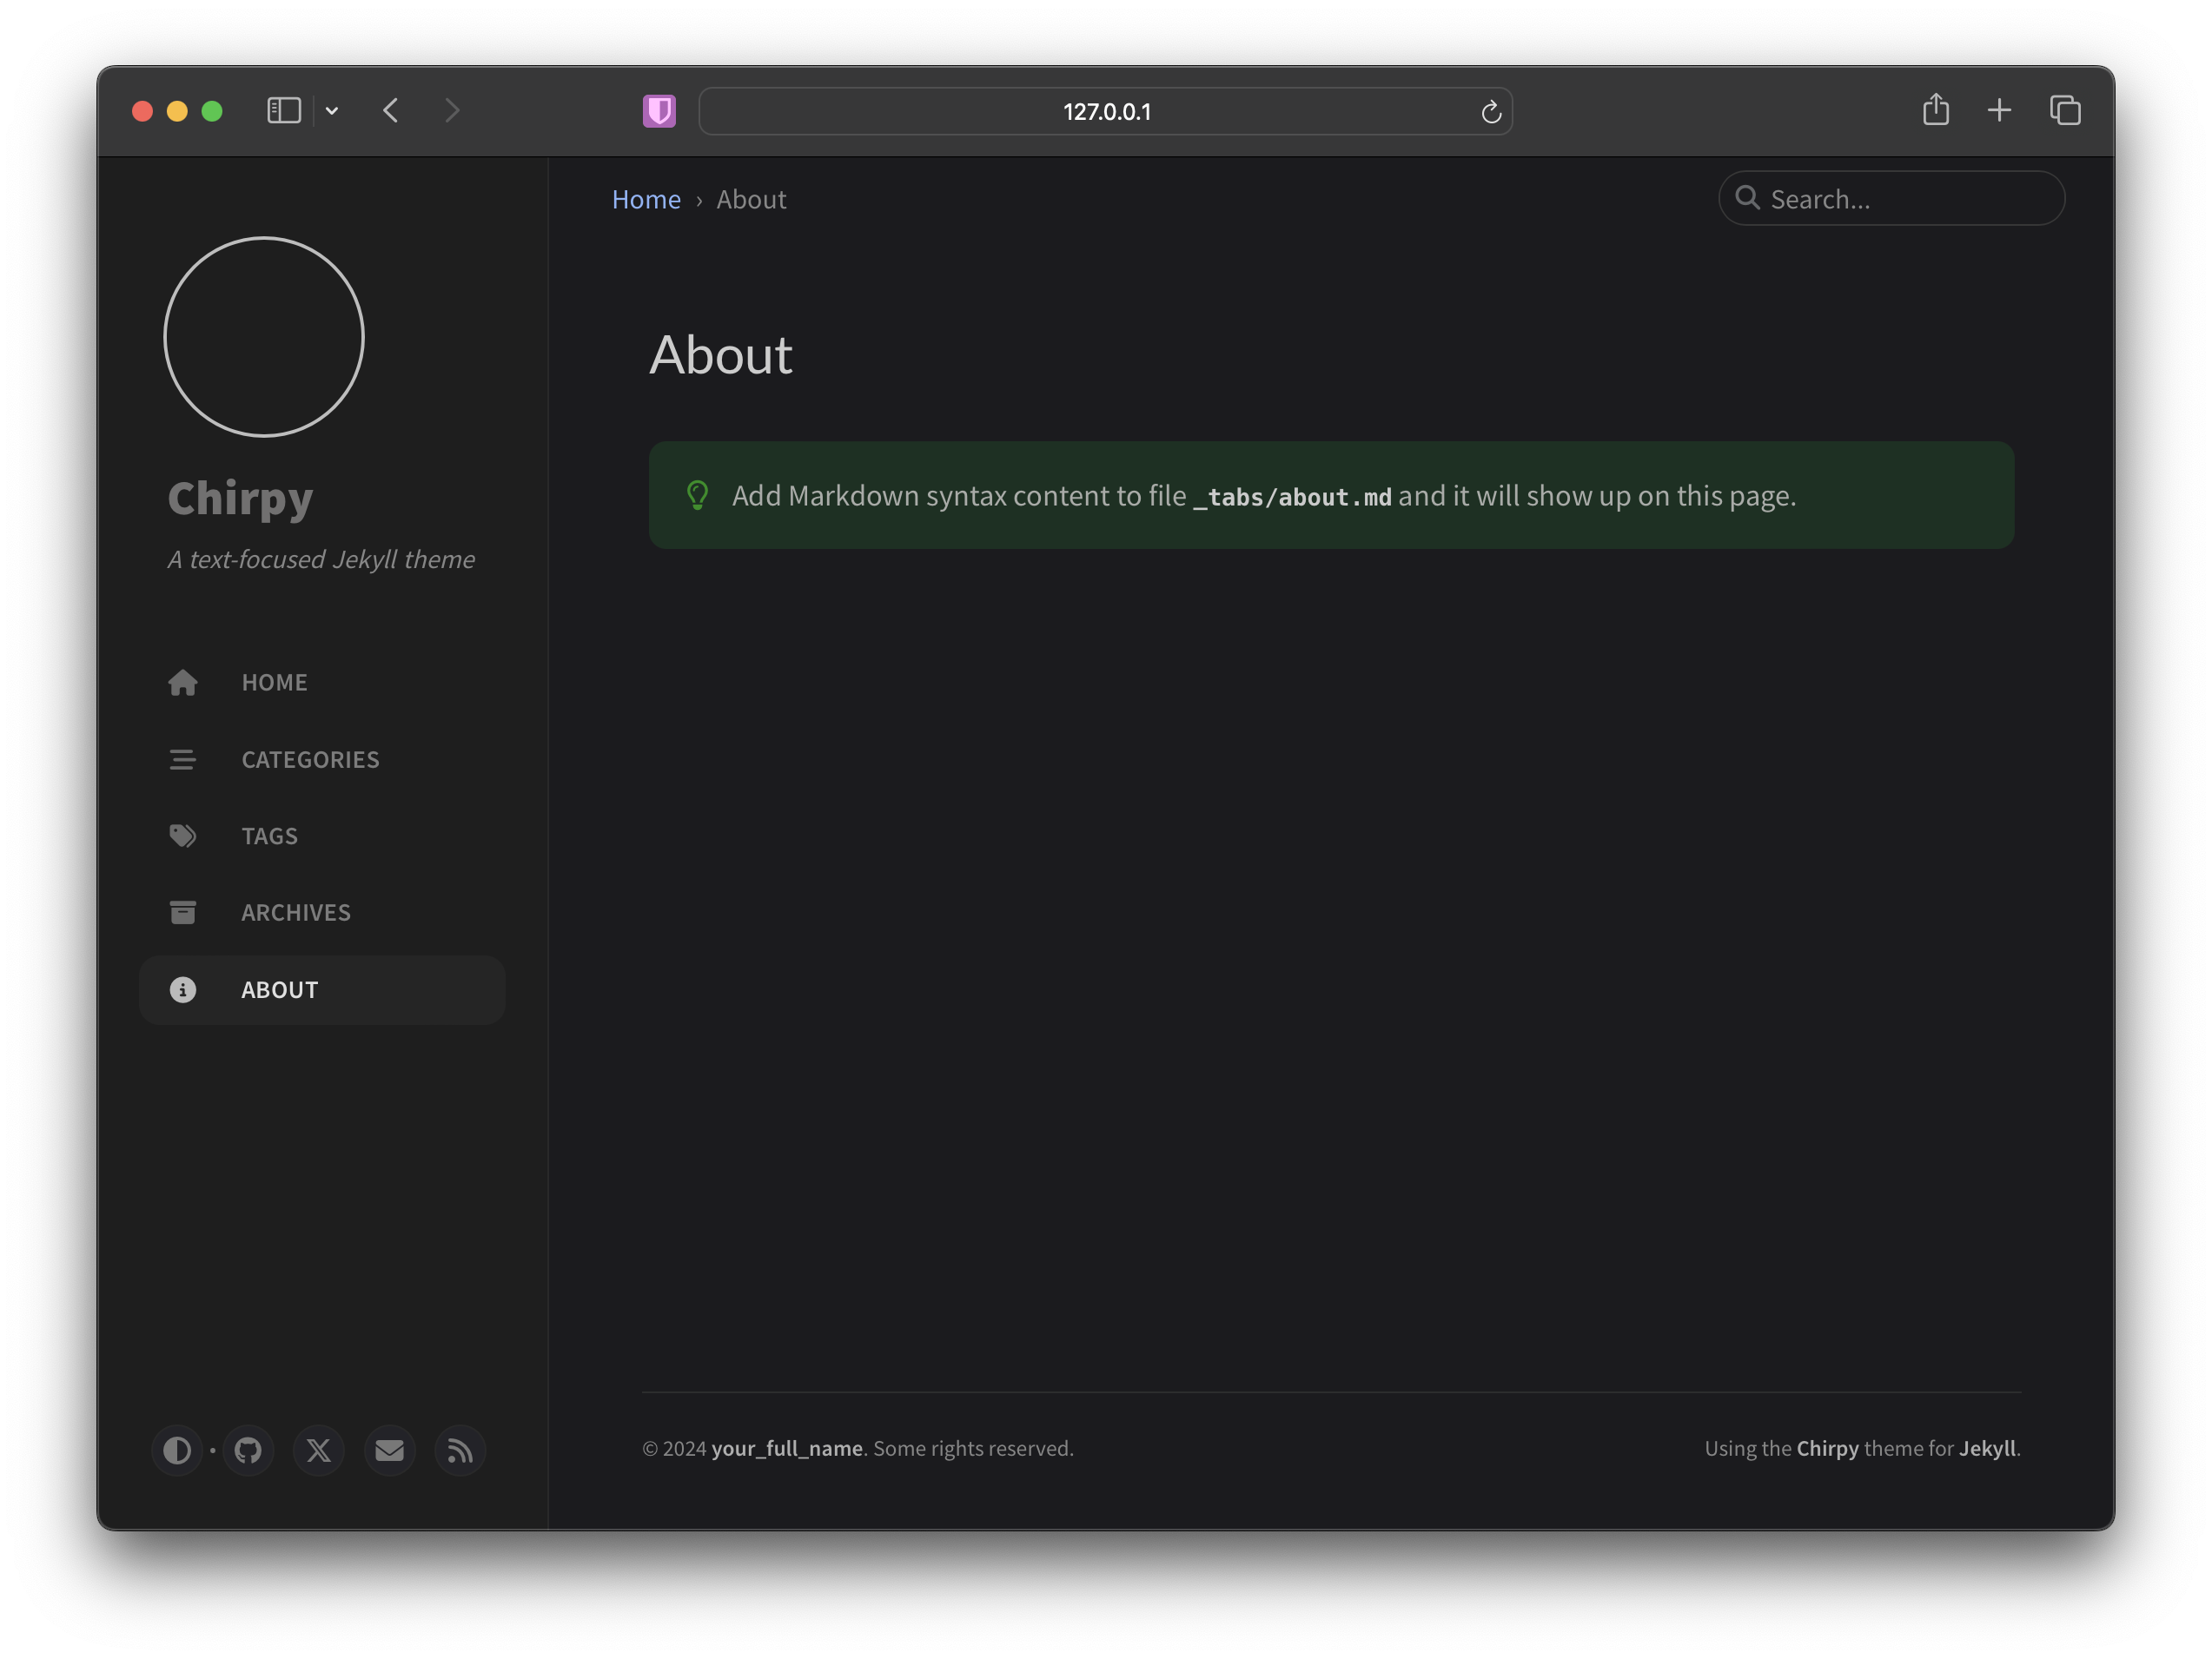 127.0.0.1
Home › About
Search...
Chirpy
A text-focused Jekyll theme
HOME
CATEGORIES
TAGS
ARCHIVES
ABOUT
About
Add Markdown syntax content to file _tabs/about.md and it will show up on this page.
© 2024 your_full_name. Some rights reserved.
Using the Chirpy theme for Jekyll.